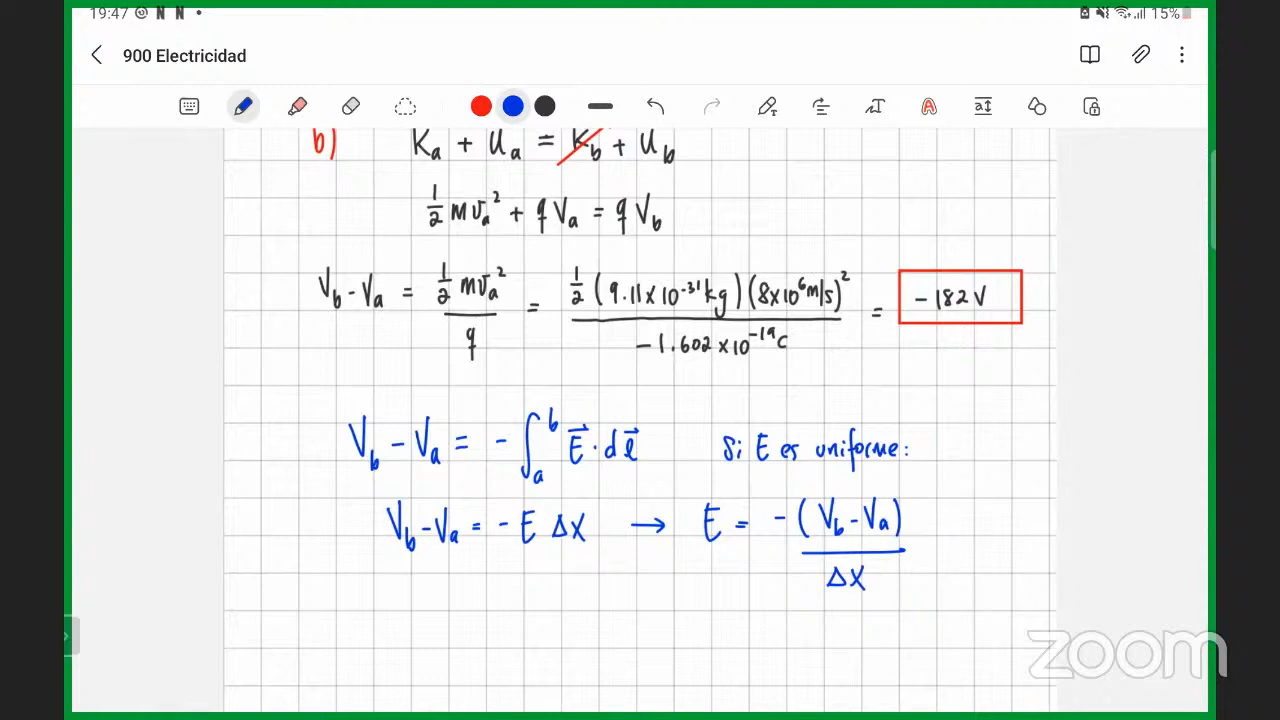 19:47 N N • 15%
900 Electricidad
b) Ka + Ua = Kb + Ub
1/2 mva² + qVa = qVb
Vb - Va = 1/2 mva² / q = 1/2 (9.11x10⁻³¹kg)(8x10⁶m/s)² / -1.602x10⁻¹⁹C = -182V
Vb - Va = - ∫ₐᵇ E⃗ · dℓ⃗ Si E es uniforme:
Vb - Va = - E ΔX → E = -(Vb - Va) / ΔX
zoom